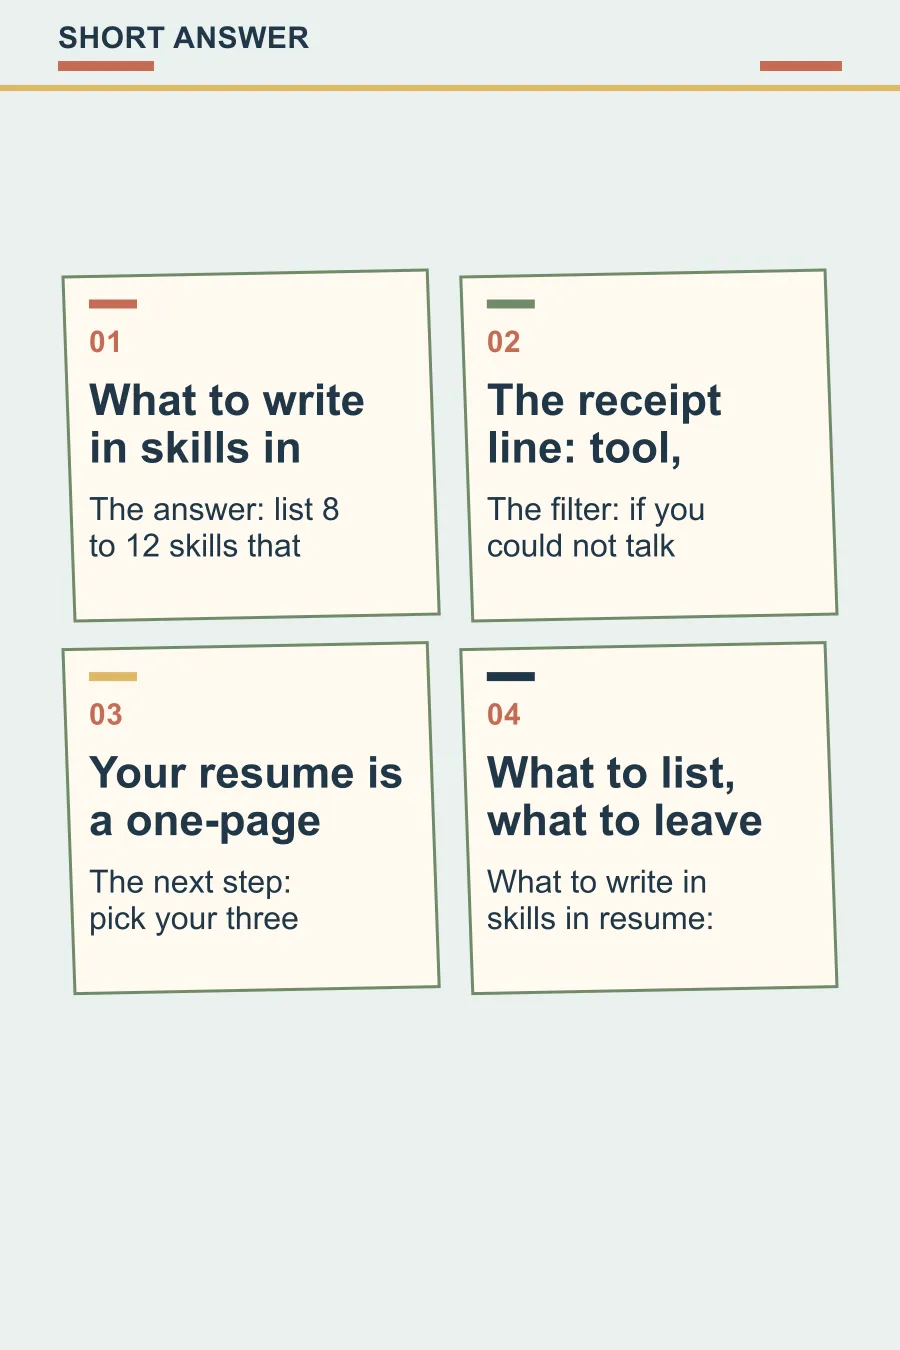 SHORT ANSWER
01
What to write
in skills in
The answer: list 8
to 12 skills that
02
The receipt
line: tool,
The filter: if you
could not talk
03
Your resume is
a one-page
The next step:
pick your three
04
What to list,
what to leave
What to write in
skills in resume: